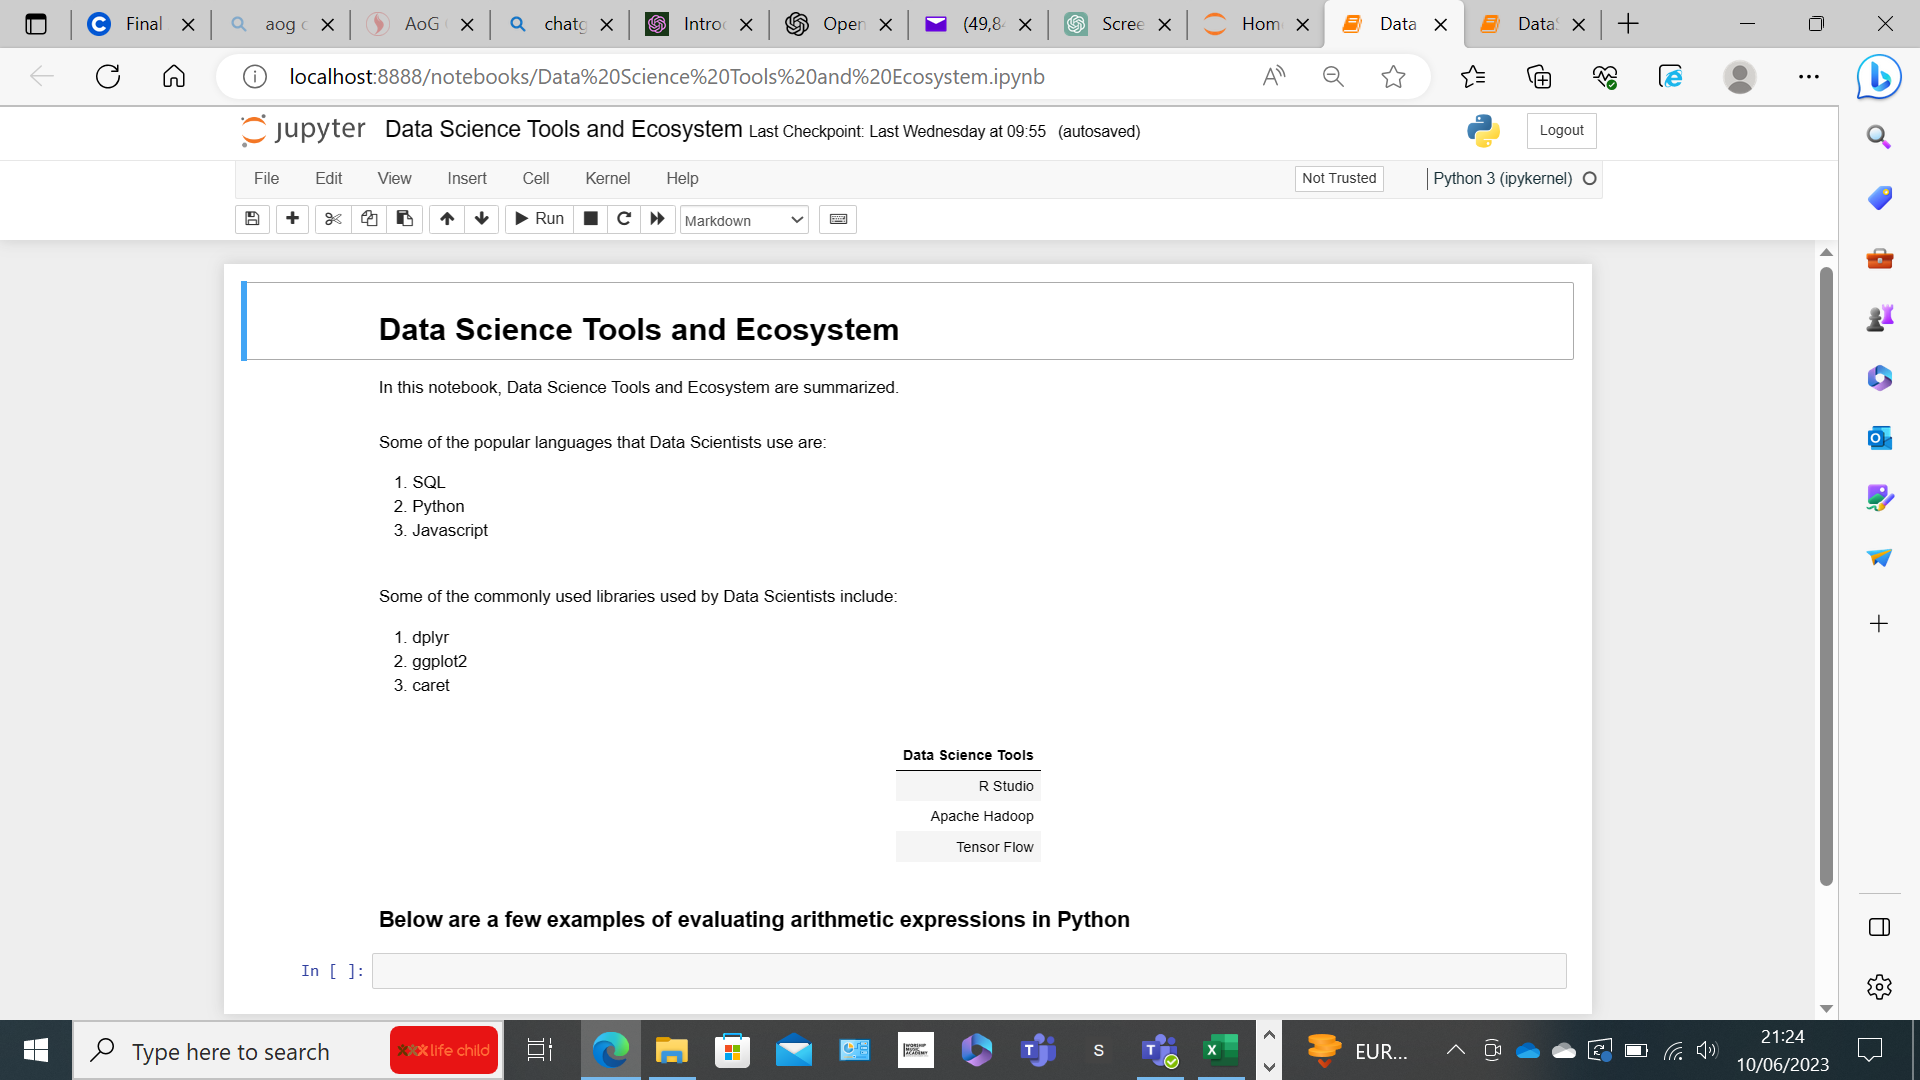 Final
aog c
AoG
chatg
Introc
Open
(49,84
Scree
Hom
Data
DataS
localhost:8888/notebooks/Data%20Science%20Tools%20and%20Ecosystem.ipynb
jupyter Data Science Tools and Ecosystem Last Checkpoint: Last Wednesday at 09:55 (autosaved)
Logout
File Edit View Insert Cell Kernel Help
Not Trusted
Python 3 (ipykernel)
Run
Markdown
Data Science Tools and Ecosystem
In this notebook, Data Science Tools and Ecosystem are summarized.
Some of the popular languages that Data Scientists use are:
1. SQL
2. Python
3. Javascript
Some of the commonly used libraries used by Data Scientists include:
1. dplyr
2. ggplot2
3. caret
Data Science Tools
R Studio
Apache Hadoop
Tensor Flow
Below are a few examples of evaluating arithmetic expressions in Python
In [ ]:
Type here to search
life child
WORSHIP MUSIC ACADEMY
S
EUR...
21:24
10/06/2023